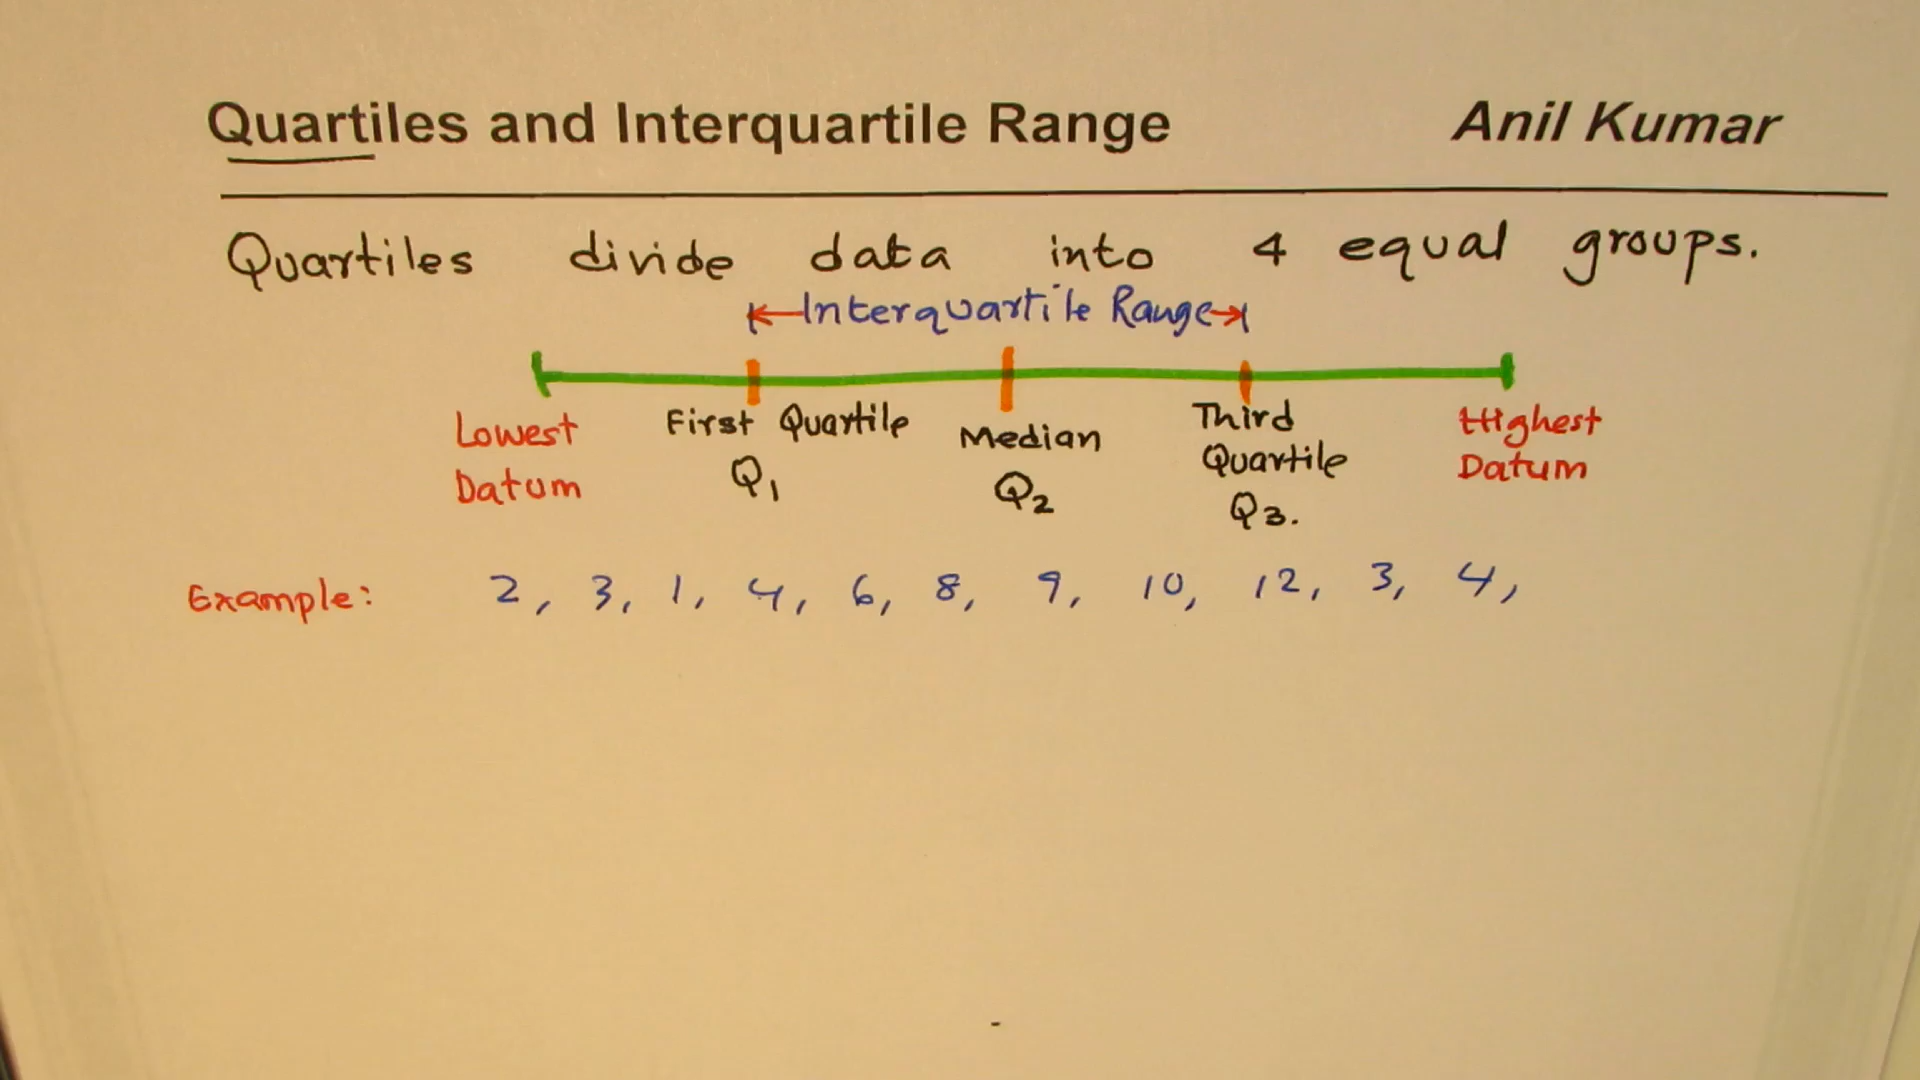 Quartiles and Interquartile Range Anil Kumar
Quartiles divide data into 4 equal groups.
Interquartile Range
Lowest Datum
First Quartile Q1
Median Q2
Third Quartile Q3.
Highest Datum
Example: 2, 3, 1, 4, 6, 8, 9, 10, 12, 3, 4,